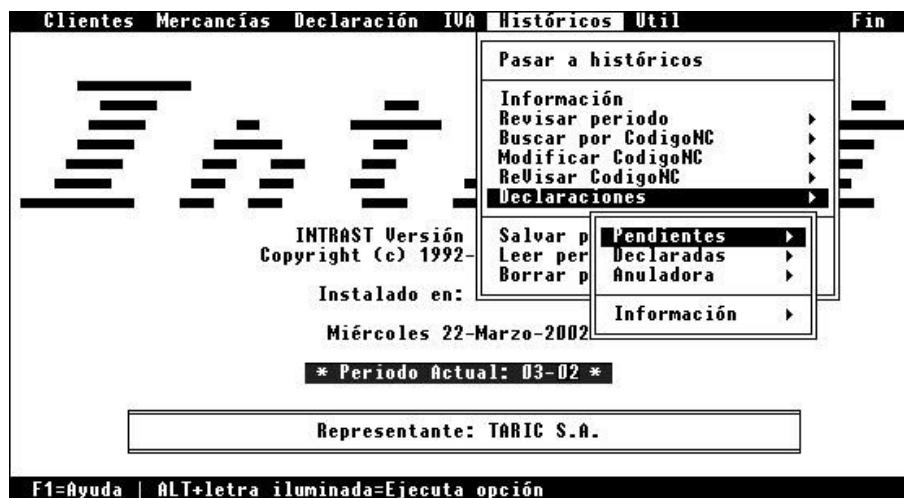 Clientes Mercancías Declaración IVA Históricos Util Fin
Pasar a históricos
Información
Revisar periodo
Buscar por CodigoNC
Modificar CodigoNC
ReVisar CodigoNC
Declaraciones
Salvar p
Leer per
Borrar p
Pendientes
Declaradas
Anuladora
Información
INTRAST Versión
Copyright (c) 1992-
Instalado en:
Miércoles 22-Marzo-2002
* Periodo Actual: 03-02 *
Representante: TARIC S.A.
F1=Ayuda | ALT+letra iluminada=Ejecuta opción